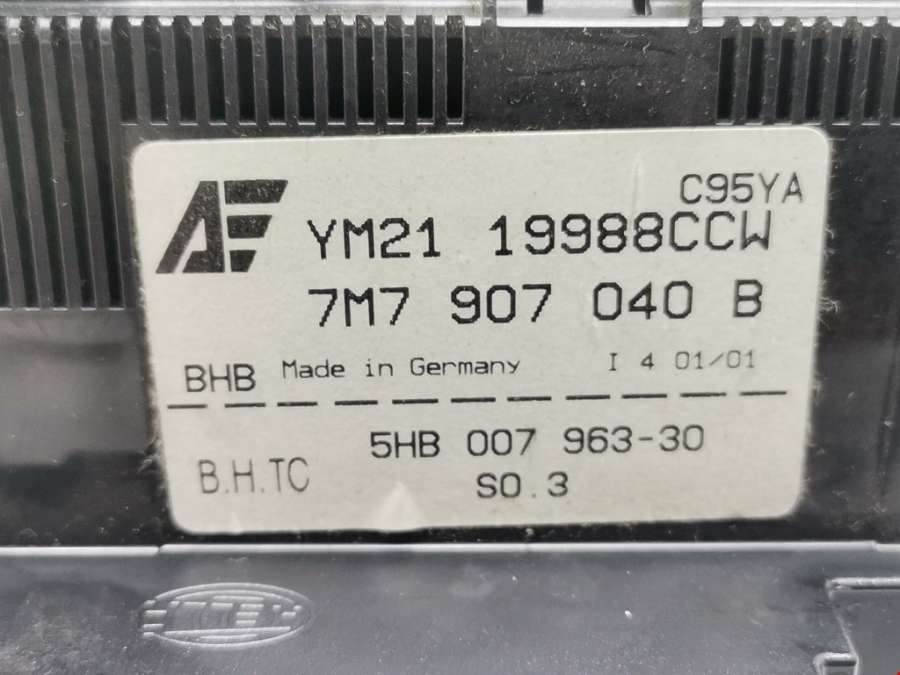 C95YA
YM21 19988CCW
7M7 907 040 B
BHB Made in Germany I 4 01/01
5HB 007 963-30
B.H.TC
S0.3